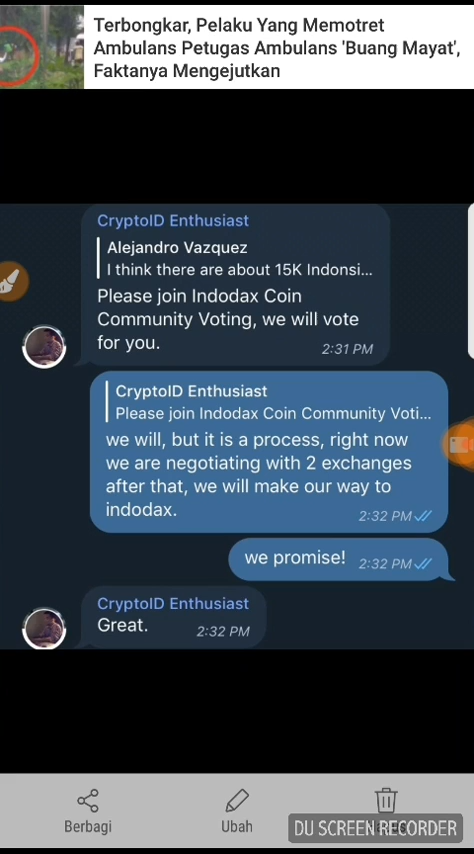 Terbongkar, Pelaku Yang Memotret
Ambulans Petugas Ambulans 'Buang Mayat',
Faktanya Mengejutkan
CryptoID Enthusiast
Alejandro Vazquez
I think there are about 15K Indonsi...
Please join Indodax Coin
Community Voting, we will vote
for you.
2:31 PM
CryptoID Enthusiast
Please join Indodax Coin Community Voti...
we will, but it is a process, right now
we are negotiating with 2 exchanges
after that, we will make our way to
indodax.
2:32 PM
we promise! 2:32 PM
CryptoID Enthusiast
Great. 2:32 PM
Berbagi Ubah
DU SCREEN RECORDER